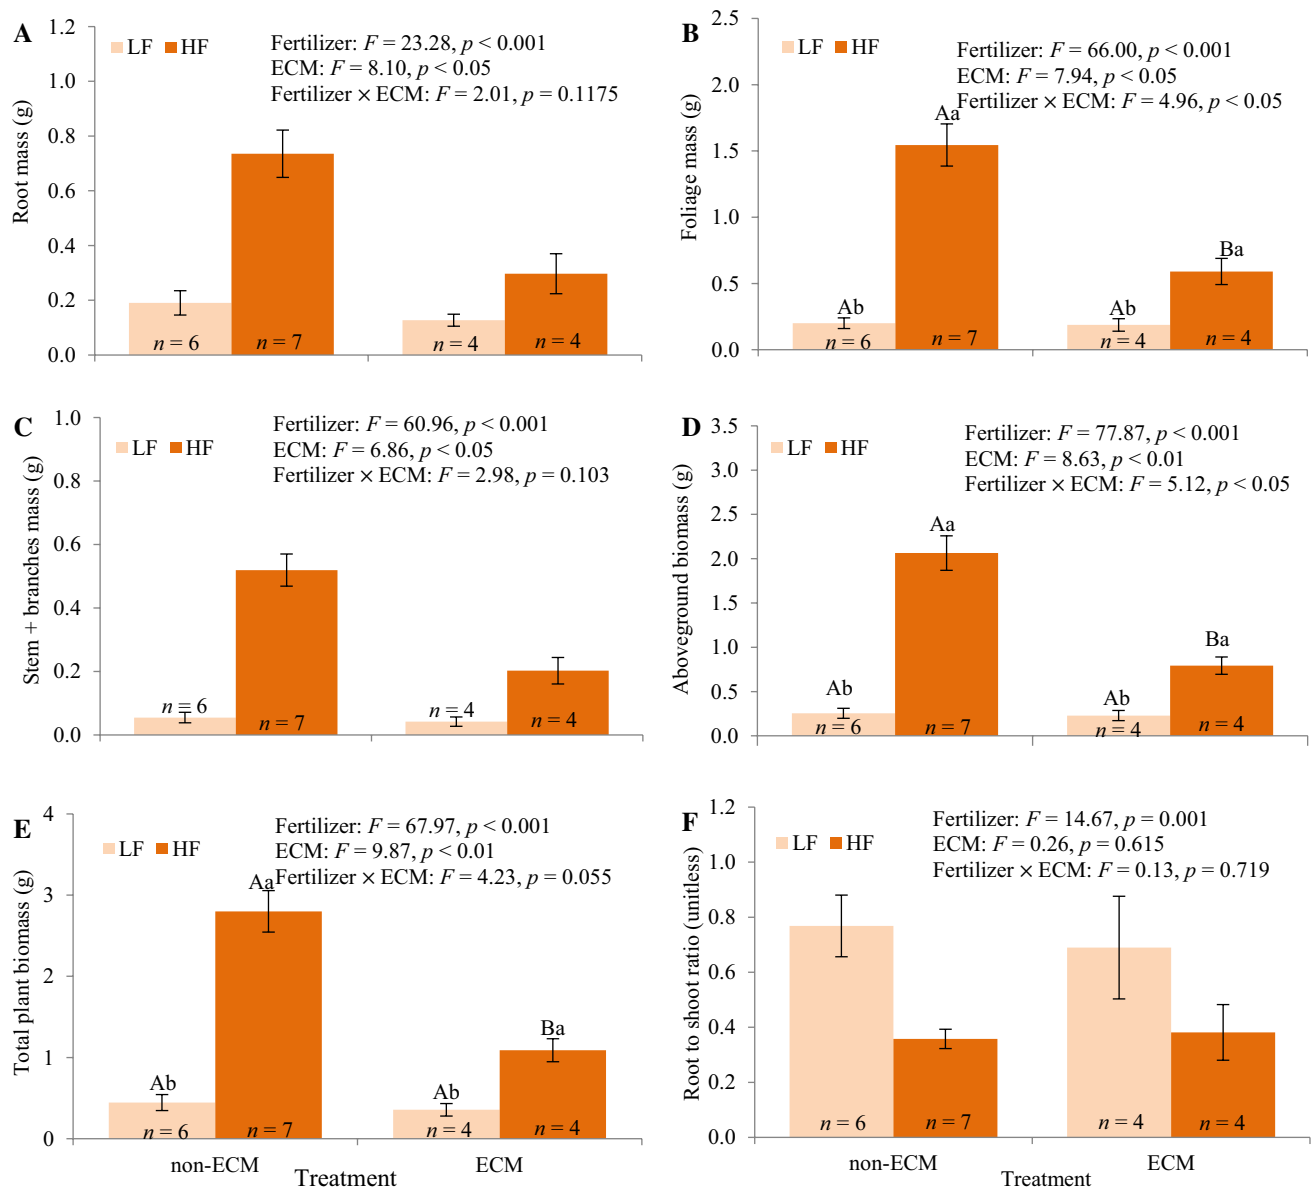 A
LF HF
Fertilizer: F = 23.28, p < 0.001
ECM: F = 8.10, p < 0.05
Fertilizer × ECM: F = 2.01, p = 0.1175
Root mass (g)
1.2
1.0
0.8
0.6
0.4
0.2
0.0
n = 6
n = 7
n = 4
n = 4
B
LF HF
Fertilizer: F = 66.00, p < 0.001
ECM: F = 7.94, p < 0.05
Fertilizer × ECM: F = 4.96, p < 0.05
Foliage mass (g)
2.5
2.0
1.5
1.0
0.5
0.0
Ab
Aa
Ab
Ba
n = 6
n = 7
n = 4
n = 4
C
LF HF
Fertilizer: F = 60.96, p < 0.001
ECM: F = 6.86, p < 0.05
Fertilizer × ECM: F = 2.98, p = 0.103
Stem + branches mass (g)
1.0
0.8
0.6
0.4
0.2
0.0
n = 6
n = 7
n = 4
n = 4
D
LF HF
Fertilizer: F = 77.87, p < 0.001
ECM: F = 8.63, p < 0.01
Fertilizer × ECM: F = 5.12, p < 0.05
Aboveground biomass (g)
3.5
3.0
2.5
2.0
1.5
1.0
0.5
0.0
Ab
Aa
Ab
Ba
n = 6
n = 7
n = 4
n = 4
E
LF HF
Fertilizer: F = 67.97, p < 0.001
ECM: F = 9.87, p < 0.01
Fertilizer × ECM: F = 4.23, p = 0.055
Total plant biomass (g)
4
3
2
1
0
Ab
Aa
Ab
Ba
n = 6
n = 7
n = 4
n = 4
non-ECM
ECM
Treatment
F
LF HF
Fertilizer: F = 14.67, p = 0.001
ECM: F = 0.26, p = 0.615
Fertilizer × ECM: F = 0.13, p = 0.719
Root to shoot ratio (unitless)
1.2
1.0
0.8
0.6
0.4
0.2
0.0
n = 6
n = 7
n = 4
n = 4
non-ECM
ECM
Treatment